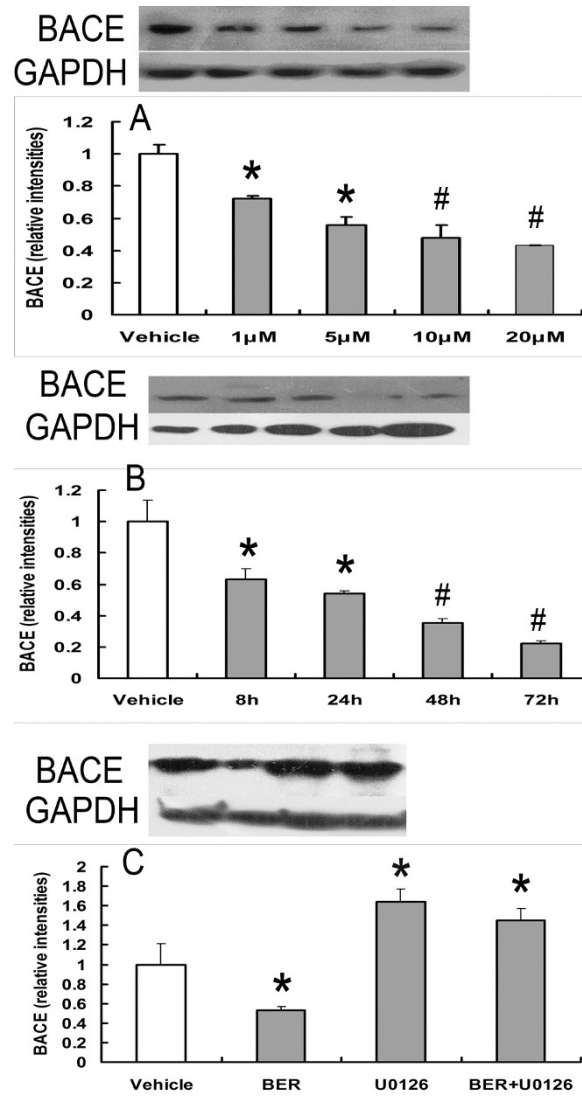 BACE
GAPDH
A
BACE (relative intensities)
1.2
1
0.8
0.6
0.4
0.2
0
*
*
#
#
Vehicle 1μM 5μM 10μM 20μM
BACE
GAPDH
B
BACE (relative intensities)
1.2
1
0.8
0.6
0.4
0.2
0
*
*
#
#
Vehicle 8h 24h 48h 72h
BACE
GAPDH
C
BACE (relative intensities)
2
1.8
1.6
1.4
1.2
1
0.8
0.6
0.4
0.2
0
*
*
*
Vehicle BER U0126 BER+U0126